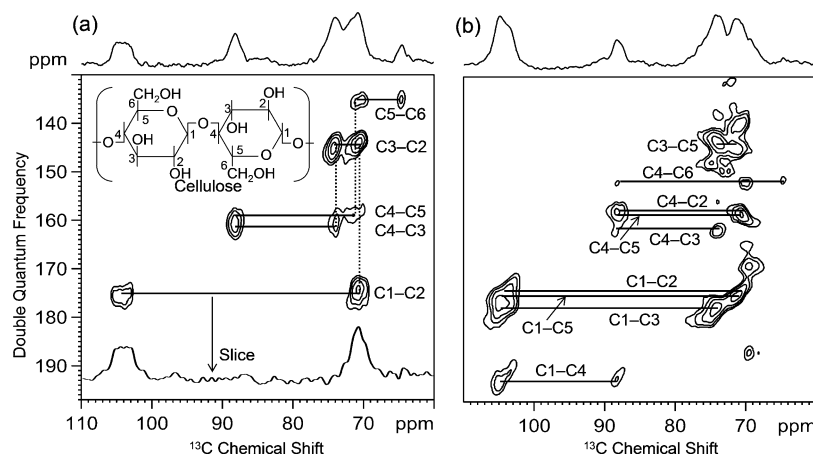 (a)
(b)
ppm
140
150
160
170
180
190
Double Quantum Frequency
CH₂OH
6
5
O
4
OH
1
3
2
OH
O
OH
3
2
OH
4
1
O
5
O
6
CH₂OH
O
Cellulose
C5–C6
C3–C2
C4–C5
C4–C3
C1–C2
Slice
110 100 90 80 70 ppm
¹³C Chemical Shift
C3–C5
C4–C6
C4–C2
C4–C5
C4–C3
C1–C2
C1–C5
C1–C3
C1–C4
100 90 80 70 ppm
¹³C Chemical Shift